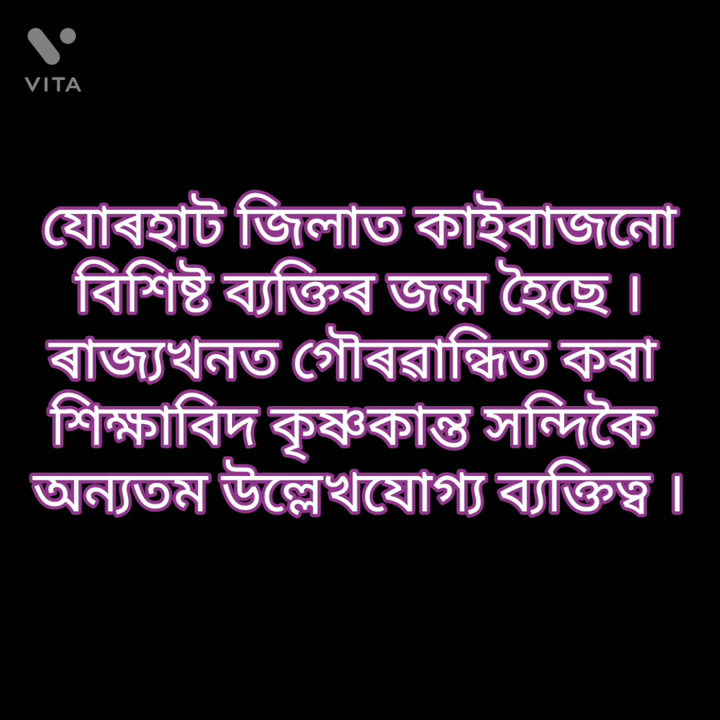 VITA
যোৰহাট জিলাত কাইবাজনো
বিশিষ্ট ব্যক্তিৰ জন্ম হৈছে ।
ৰাজ্যখনত গৌৰৱান্ধিত কৰা
শিক্ষাবিদ কৃষ্ণকান্ত সন্দিকৈ
অন্যতম উল্লেখযোগ্য ব্যক্তিত্ব ।